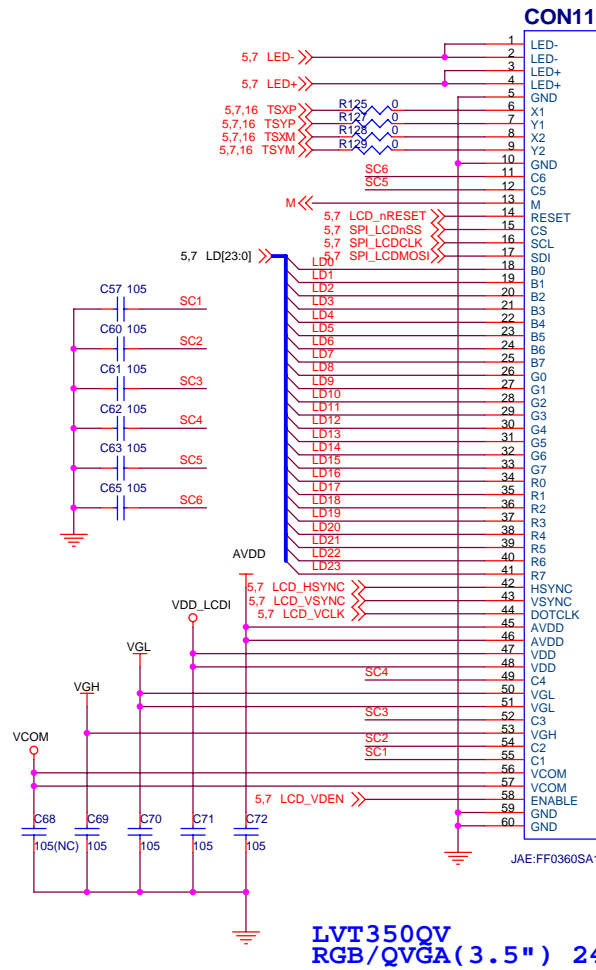 CON11
1 LED-
5,7 LED- 2 LED-
3 LED+
5,7 LED+ 4 LED+
5 GND
5,7,16 TSXP R125 0 6 X1
5,7,16 TSYP R127 0 7 Y1
5,7,16 TSXM R128 0 8 X2
5,7,16 TSYM R129 0 9 Y2
10 GND
SC6 11 C6
SC5 12 C5
M 13 M
5,7 LCD_nRESET 14 RESET
5,7 SPI_LCDnSS 15 CS
5,7 SPI_LCDCLK 16 SCL
5,7 SPI_LCDMOSI 17 SDI
5,7 LD[23:0] LD0 18 B0
LD1 19 B1
LD2 20 B2
LD3 21 B3
LD4 22 B4
LD5 23 B5
LD6 24 B6
LD7 25 B7
LD8 26 G0
LD9 27 G1
LD10 28 G2
LD11 29 G3
LD12 30 G4
LD13 31 G5
LD14 32 G6
LD15 33 G7
LD16 34 R0
LD17 35 R1
LD18 36 R2
LD19 37 R3
LD20 38 R4
LD21 39 R5
LD22 40 R6
LD23 41 R7
C57 105 SC1
C60 105 SC2
C61 105 SC3
C62 105 SC4
C63 105 SC5
C65 105 SC6
5,7 LCD_HSYNC 42 HSYNC
5,7 LCD_VSYNC 43 VSYNC
5,7 LCD_VCLK 44 DOTCLK
AVDD
45 AVDD
46 AVDD
VDD_LCDI
47 VDD
48 VDD
SC4 49 C4
VGL
50 VGL
51 VGL
SC3 52 C3
VGH
53 VGH
SC2 54 C2
SC1 55 C1
VCOM
56 VCOM
57 VCOM
5,7 LCD_VDEN 58 ENABLE
59 GND
60 GND
C68 C69 C70 C71 C72
105(NC) 105 105 105 105
JAE:FF0360SA1
LVT350QV
RGB/QVGA(3.5") 24